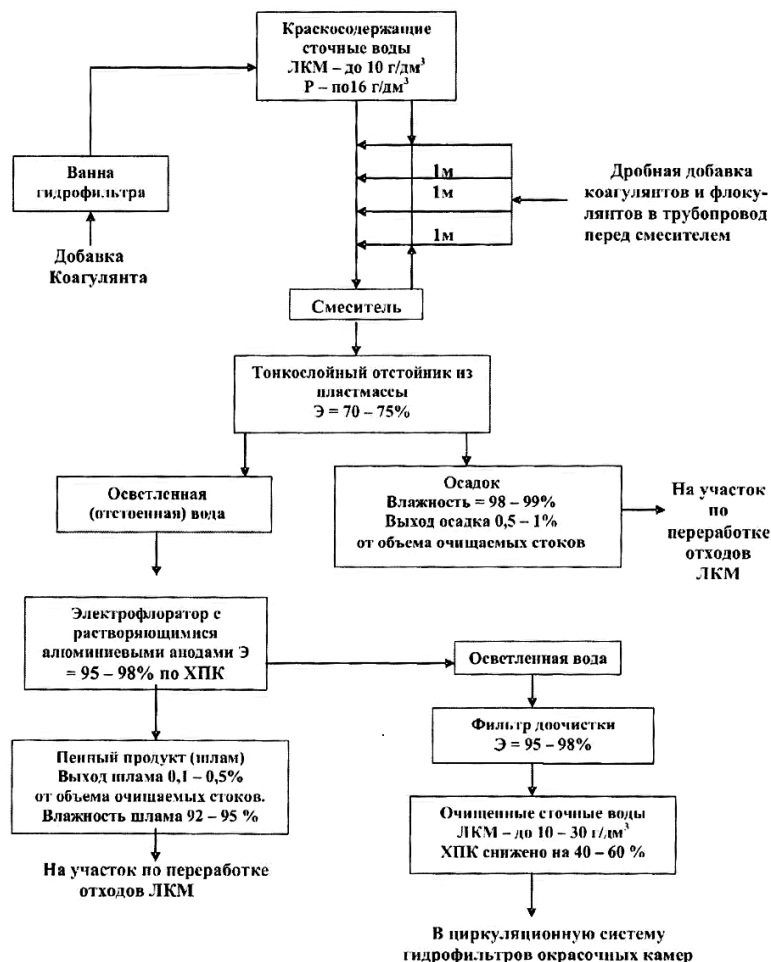 Краскосодержащие
сточные воды
ЛКМ – до 10 г/дм³
Р – по16 г/дм³
Ванна
гидрофильтра
Добавка
Коагулянта
1м
1м
1м
Дробная добавка
коагулянтов и флоку-
лянтов в трубопровод
перед смесителем
Смеситель
Тонкослойный отстойник из
пластмассы
Э = 70 – 75%
Осветленная
(отстоенная) вода
Осадок
Влажность = 98 – 99%
Выход осадка 0,5 – 1%
от объема очищаемых стоков
На участок
по
переработке
отходов
ЛКМ
Электрофлоратор с
растворяющимися
алюминиевыми анодами Э
= 95 – 98% по ХПК
Осветленная вода
Фильтр доочистки
Э = 95 – 98%
Пенный продукт (шлам)
Выход шлама 0,1 – 0,5%
от объема очищаемых стоков.
Влажность шлама 92 – 95 %
Очищенные сточные воды
ЛКМ – до 10 – 30 г/дм³
ХПК снижено на 40 – 60 %
На участок по переработке
отходов ЛКМ
В циркуляционную систему
гидрофильтров окрасочных камер